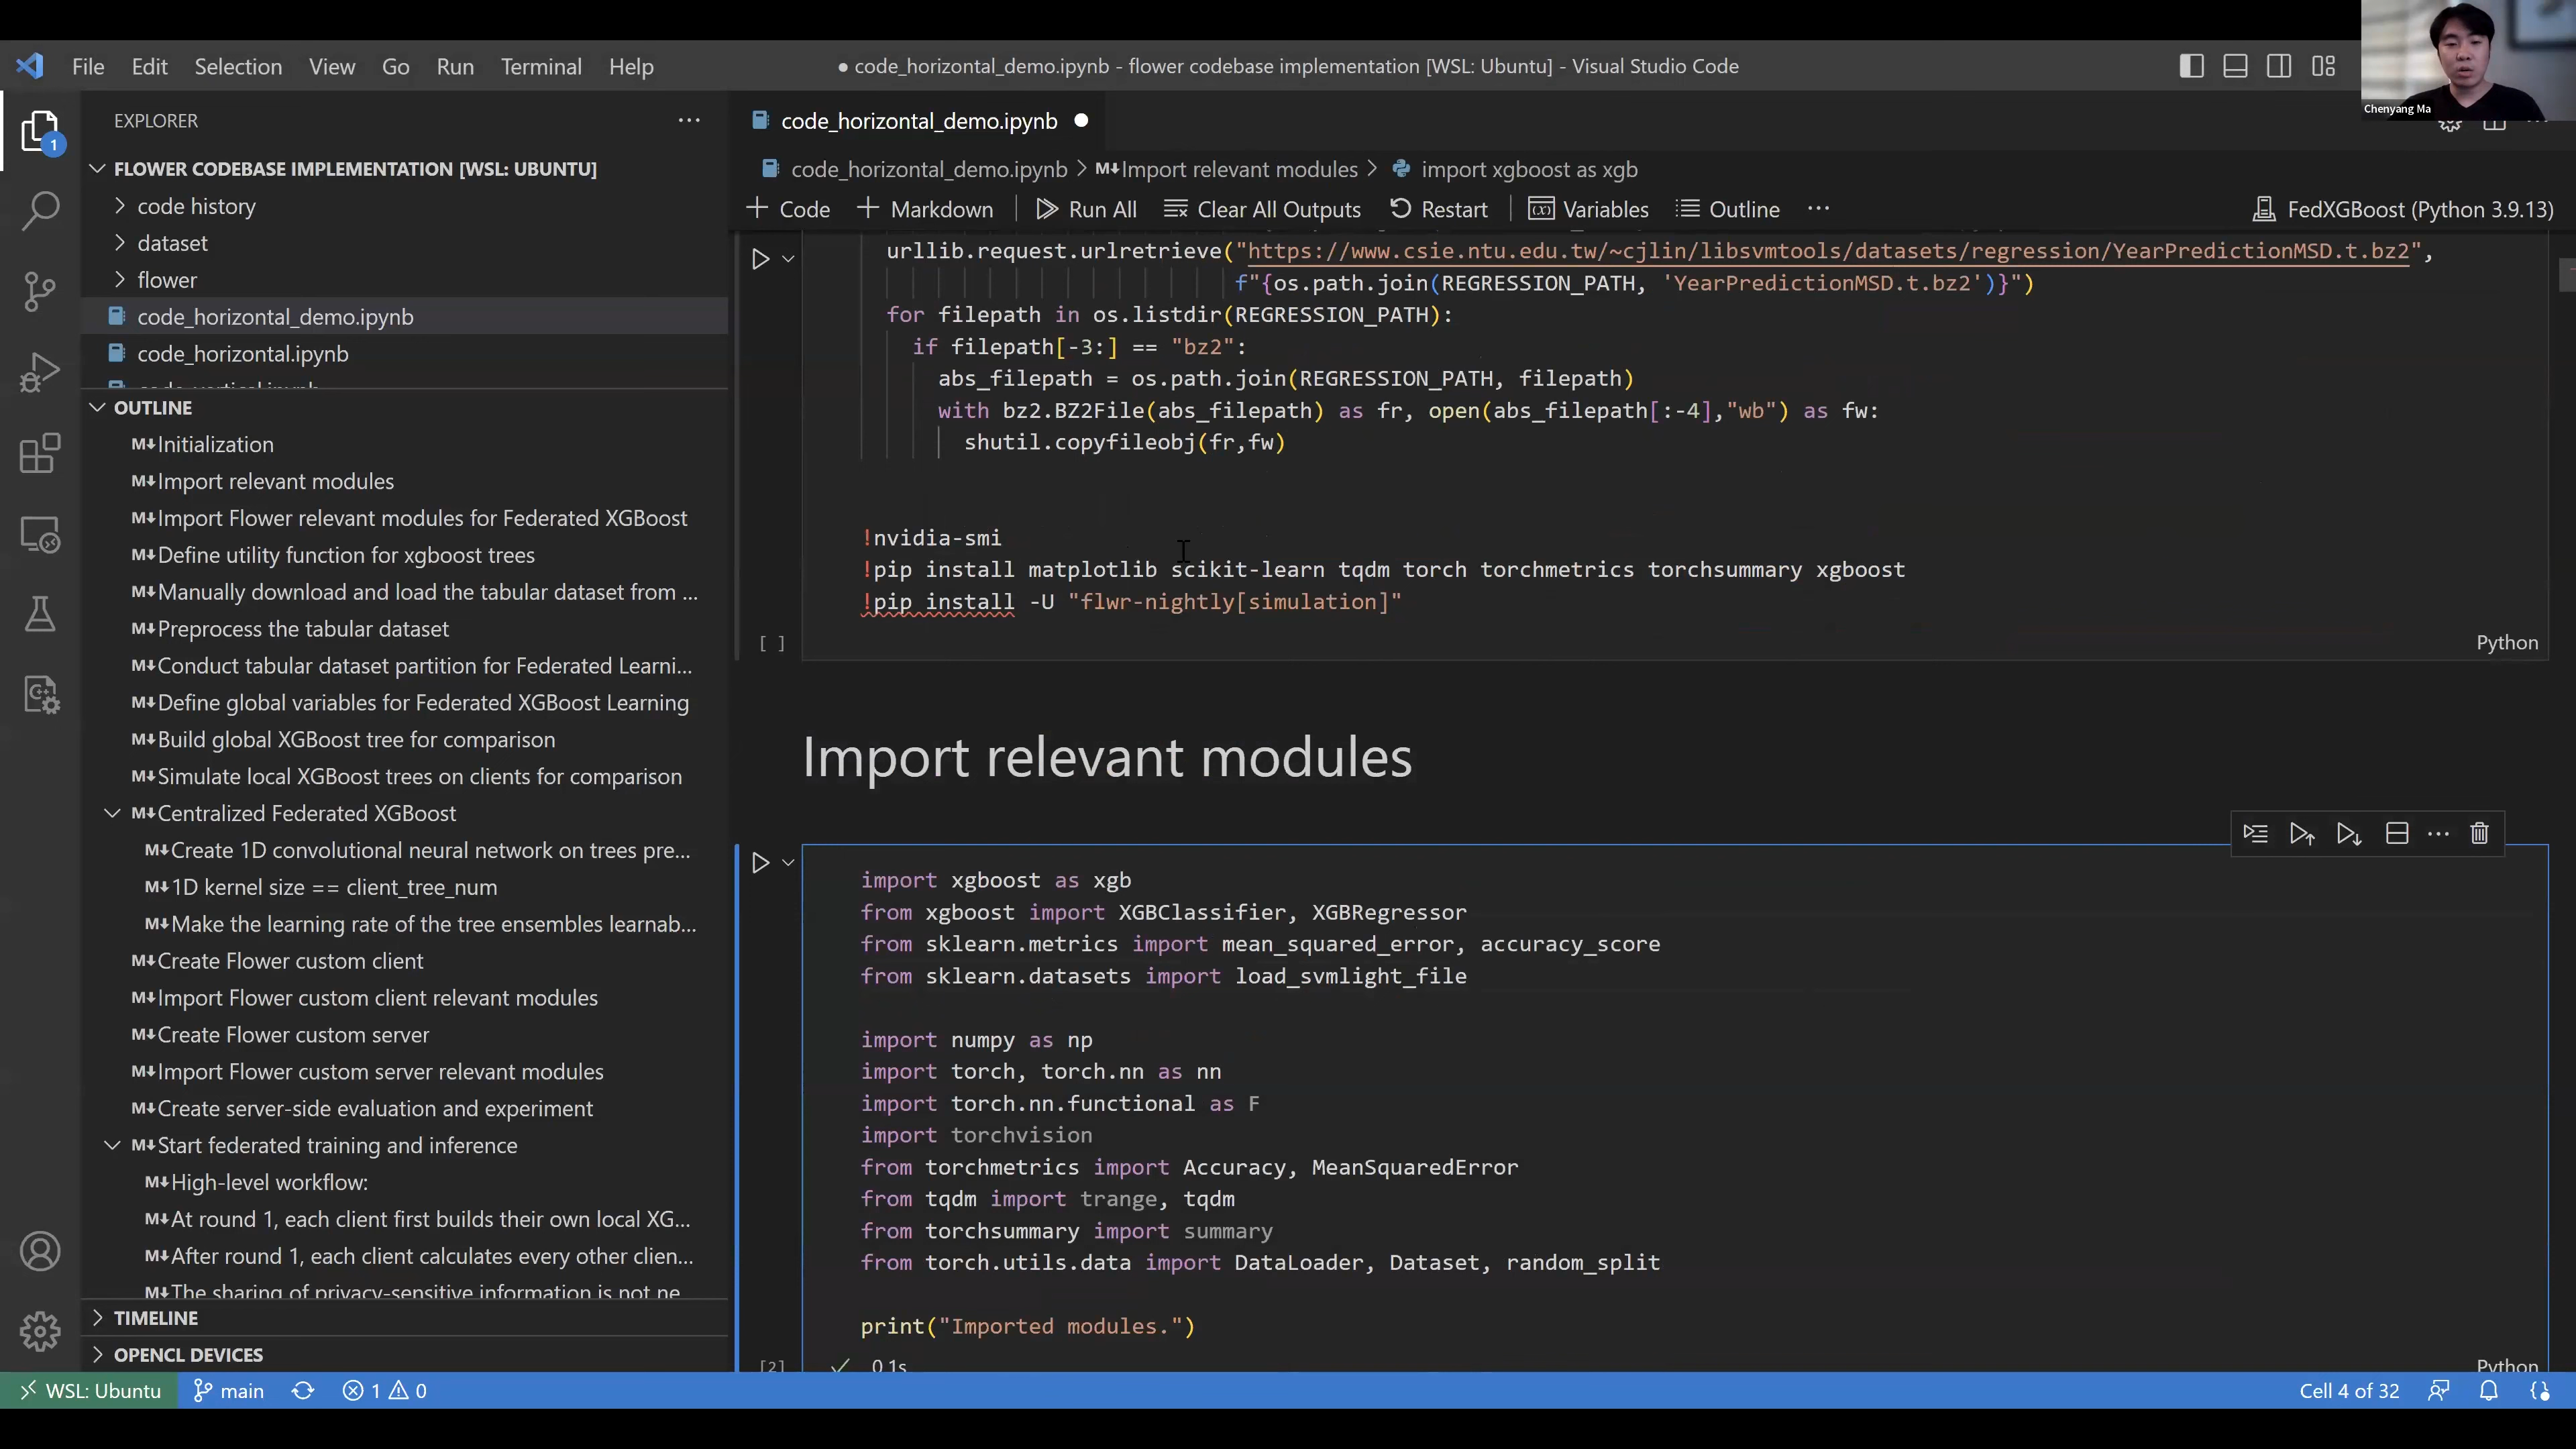 File Edit Selection View Go Run Terminal Help
● code_horizontal_demo.ipynb - flower codebase implementation [WSL: Ubuntu] - Visual Studio Code
Chenyang Ma
1
EXPLORER
FLOWER CODEBASE IMPLEMENTATION [WSL: UBUNTU]
code history
dataset
flower
code_horizontal_demo.ipynb
code_horizontal.ipynb
OUTLINE
Initialization
Import relevant modules
Import Flower relevant modules for Federated XGBoost
Define utility function for xgboost trees
Manually download and load the tabular dataset from ...
Preprocess the tabular dataset
Conduct tabular dataset partition for Federated Learni...
Define global variables for Federated XGBoost Learning
Build global XGBoost tree for comparison
Simulate local XGBoost trees on clients for comparison
Centralized Federated XGBoost
Create 1D convolutional neural network on trees pre...
1D kernel size == client_tree_num
Make the learning rate of the tree ensembles learnab...
Create Flower custom client
Import Flower custom client relevant modules
Create Flower custom server
Import Flower custom server relevant modules
Create server-side evaluation and experiment
Start federated training and inference
High-level workflow:
At round 1, each client first builds their own local XG...
After round 1, each client calculates every other clien...
The sharing of privacy-sensitive information is not ne...
TIMELINE
OPENCL DEVICES
code_horizontal_demo.ipynb ●
code_horizontal_demo.ipynb > M↓Import relevant modules > import xgboost as xgb
+ Code + Markdown | Run All Clear All Outputs Restart | Variables Outline ... FedXGBoost (Python 3.9.13)
urllib.request.urlretrieve("https://www.csie.ntu.edu.tw/~cjlin/libsvmtools/datasets/regression/YearPredictionMSD.t.bz2",
f"{os.path.join(REGRESSION_PATH, 'YearPredictionMSD.t.bz2')}")
for filepath in os.listdir(REGRESSION_PATH):
if filepath[-3:] == "bz2":
abs_filepath = os.path.join(REGRESSION_PATH, filepath)
with bz2.BZ2File(abs_filepath) as fr, open(abs_filepath[:-4],"wb") as fw:
shutil.copyfileobj(fr,fw)
!nvidia-smi
!pip install matplotlib scikit-learn tqdm torch torchmetrics torchsummary xgboost
!pip install -U "flwr-nightly[simulation]"
[ ] Python
Import relevant modules
import xgboost as xgb
from xgboost import XGBClassifier, XGBRegressor
from sklearn.metrics import mean_squared_error, accuracy_score
from sklearn.datasets import load_svmlight_file
import numpy as np
import torch, torch.nn as nn
import torch.nn.functional as F
import torchvision
from torchmetrics import Accuracy, MeanSquaredError
from tqdm import trange, tqdm
from torchsummary import summary
from torch.utils.data import DataLoader, Dataset, random_split
print("Imported modules.")
[2] ✓ 0.1s Python
WSL: Ubuntu main 1 0 Cell 4 of 32